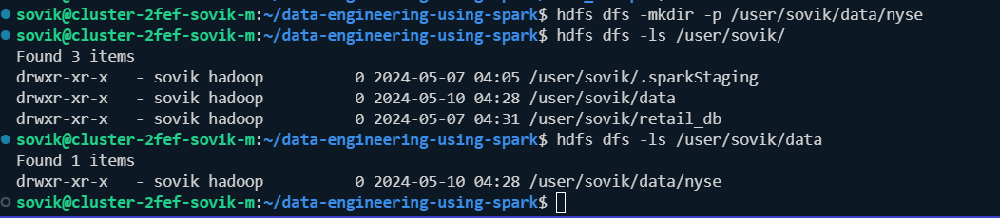 sovik@cluster-2fef-sovik-m:~/data-engineering-using-spark$ hdfs dfs -mkdir -p /user/sovik/data/nyse
sovik@cluster-2fef-sovik-m:~/data-engineering-using-spark$ hdfs dfs -ls /user/sovik/
Found 3 items
drwxr-xr-x   - sovik hadoop          0 2024-05-07 04:05 /user/sovik/.sparkStaging
drwxr-xr-x   - sovik hadoop          0 2024-05-10 04:28 /user/sovik/data
drwxr-xr-x   - sovik hadoop          0 2024-05-07 04:31 /user/sovik/retail_db
sovik@cluster-2fef-sovik-m:~/data-engineering-using-spark$ hdfs dfs -ls /user/sovik/data
Found 1 items
drwxr-xr-x   - sovik hadoop          0 2024-05-10 04:28 /user/sovik/data/nyse
sovik@cluster-2fef-sovik-m:~/data-engineering-using-spark$